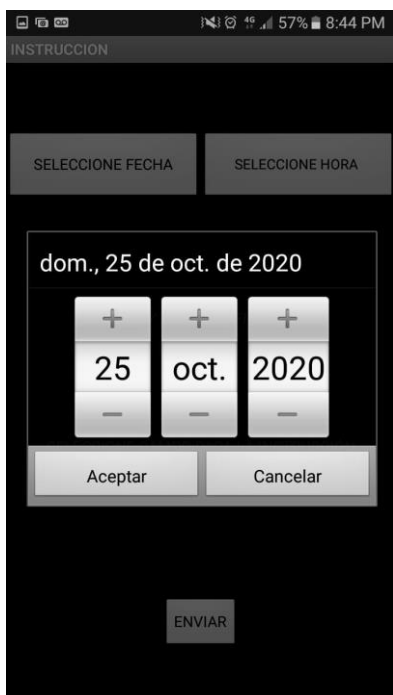 4G 57% 8:44 PM
INSTRUCCION
SELECCIONE FECHA SELECCIONE HORA
dom., 25 de oct. de 2020
+ + +
25 oct. 2020
— — —
Aceptar Cancelar
ENVIAR